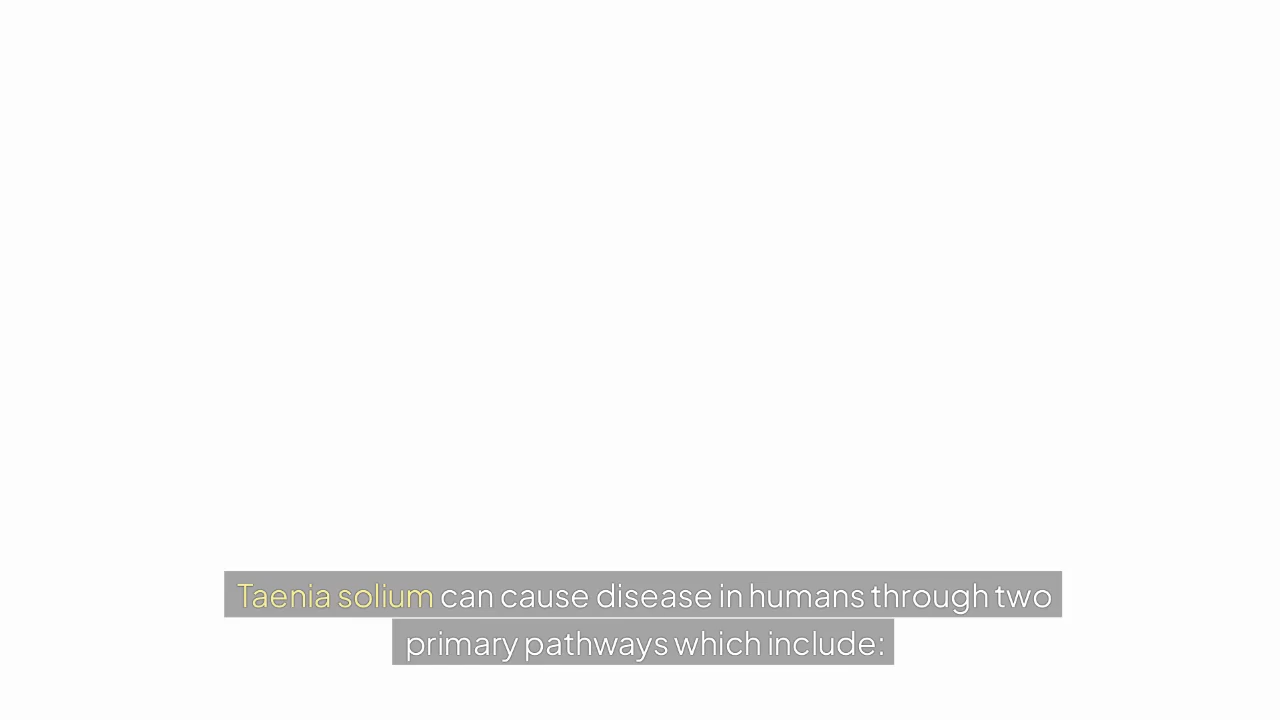 Taenia solium can cause disease in humans through two
primary pathways which include: